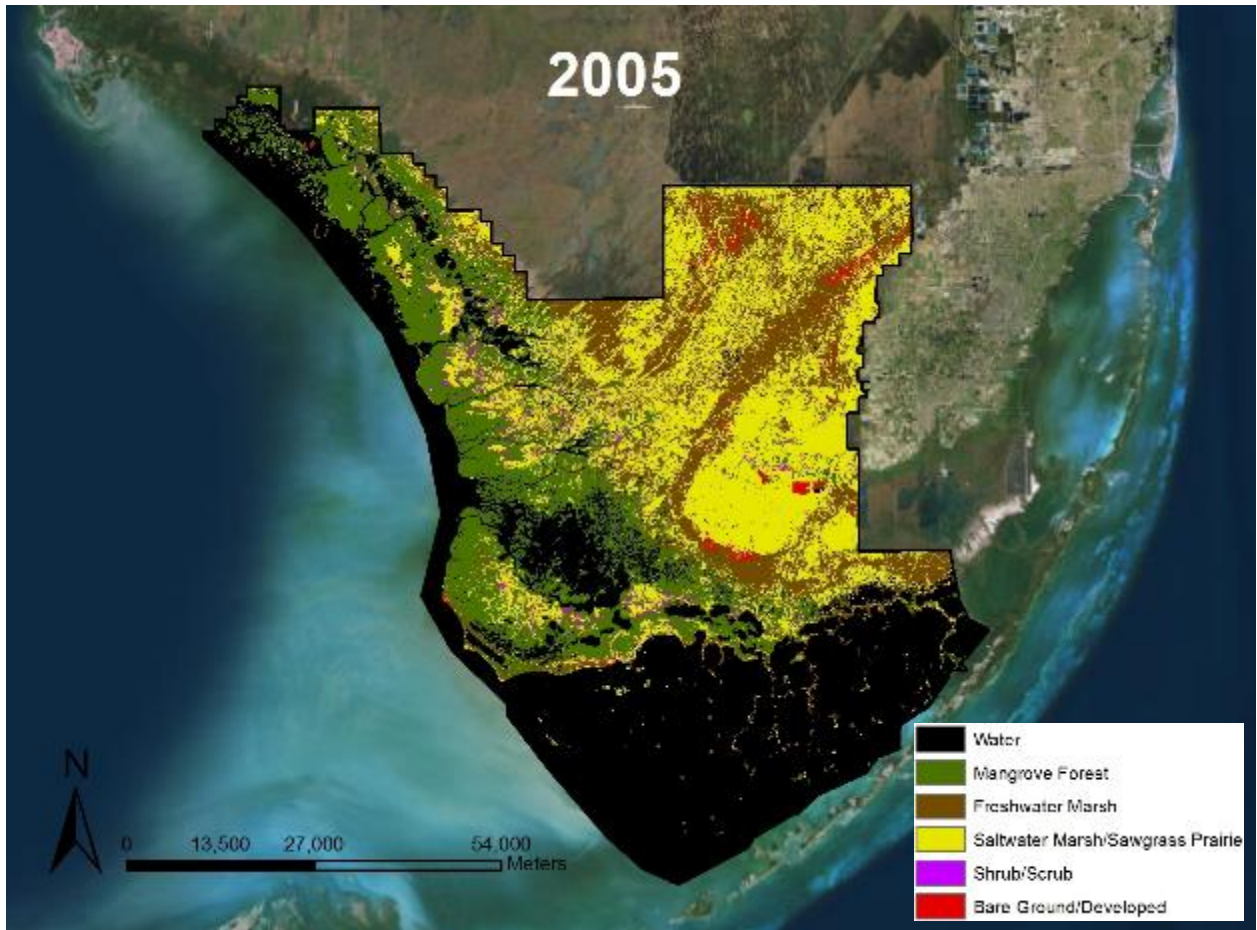 2005
N
0 13,500 27,000 54,000
Meters
Water
Mangrove Forest
Freshwater Marsh
Saltwater Marsh/Sawgrass Prairie
Shrub/Scrub
Bare Ground/Developed